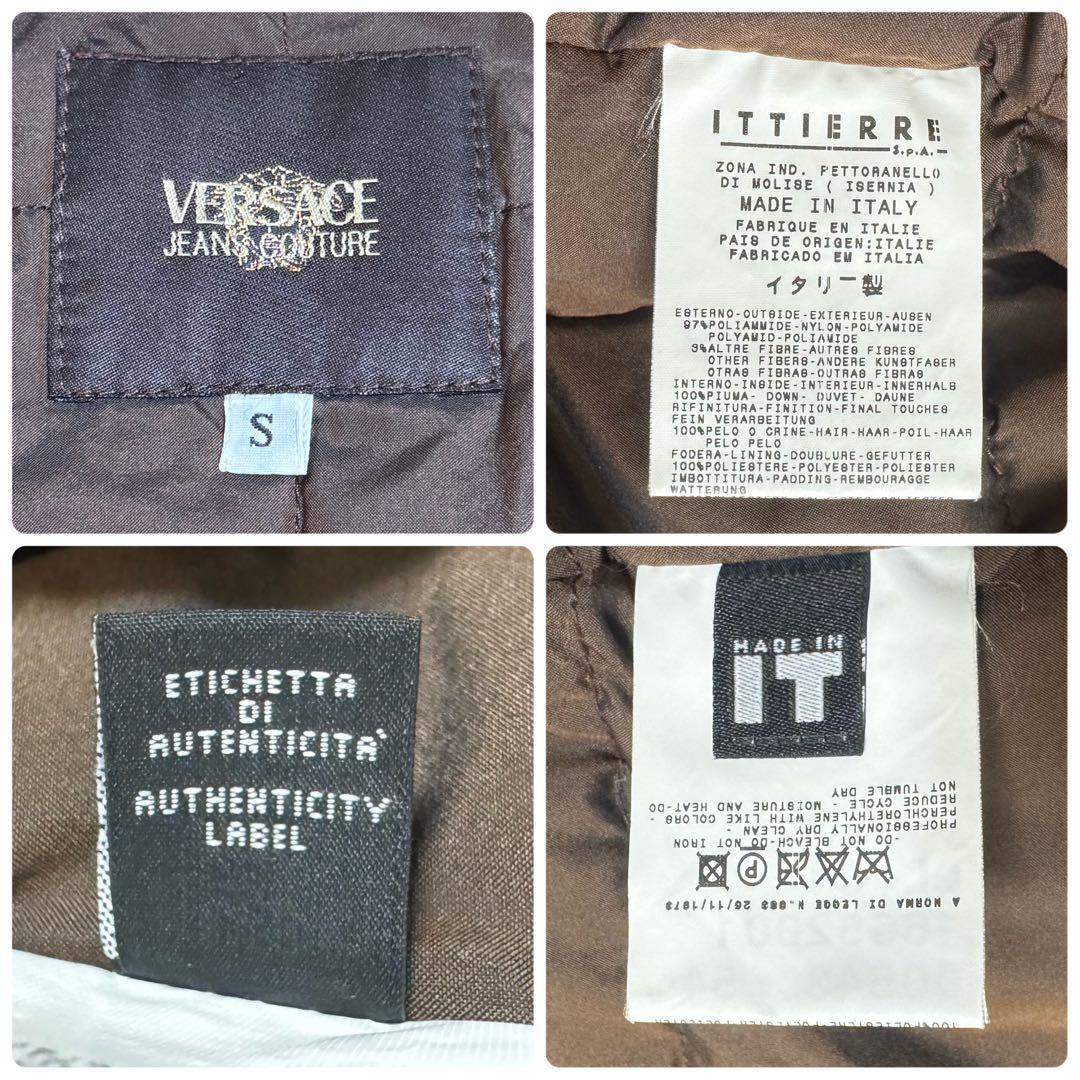 VERSACE
JEANS COUTURE
S
ITTIERRE
S.p.A.
ZONA IND. PETTORANELLO
DI MOLISE ( ISERNIA )
MADE IN ITALY
FABRIQUE EN ITALIE
PAIS DE ORIGEN:ITALIE
FABRICADO EM ITALIA
イタリー製
ESTERNO-OUTSIDE-EXTERIEUR-AUSEN
97%POLIAMMIDE-NYLON-POLYAMIDE
POLYAMID-POLIAMIDE
3%ALTRE FIBRE-AUTRES FIBRES
OTHER FIBERS-ANDERE KUNSTFASER
OTRAS FIBRAS-OUTRAS FIBRAS
INTERNO-INSIDE-INTERIEUR-INNERHALB
100%PIUMA- DOWN- DUVET- DAUNE
RIFINITURA-FINITION-FINAL TOUCHES
FEIN VERARBEITUNG
100%PELO O CRINE-HAIR-HAAR-POIL-HAAR
PELO PELO
FODERA-LINING-DOUBLURE-GEFUTTER
100%POLIESTERE-POLYESTER-POLIESTER
IMBOTTITURA-PADDING-REMBOURAGGE
WATTERUNG
ETICHETTA
DI
AUTENTICITA'
AUTHENTICITY
LABEL
MADE IN
IT
A NORMA DI LEGGE N.883 26/11/1973
-DO NOT BLEACH-DO NOT IRON
PROFESSIONALLY DRY CLEAN -
PERCHLORETHYLENE WITH LIKE COLORS -
REDUCE CYCLE - MOISTURE AND HEAT-DO
NOT TUMBLE DRY